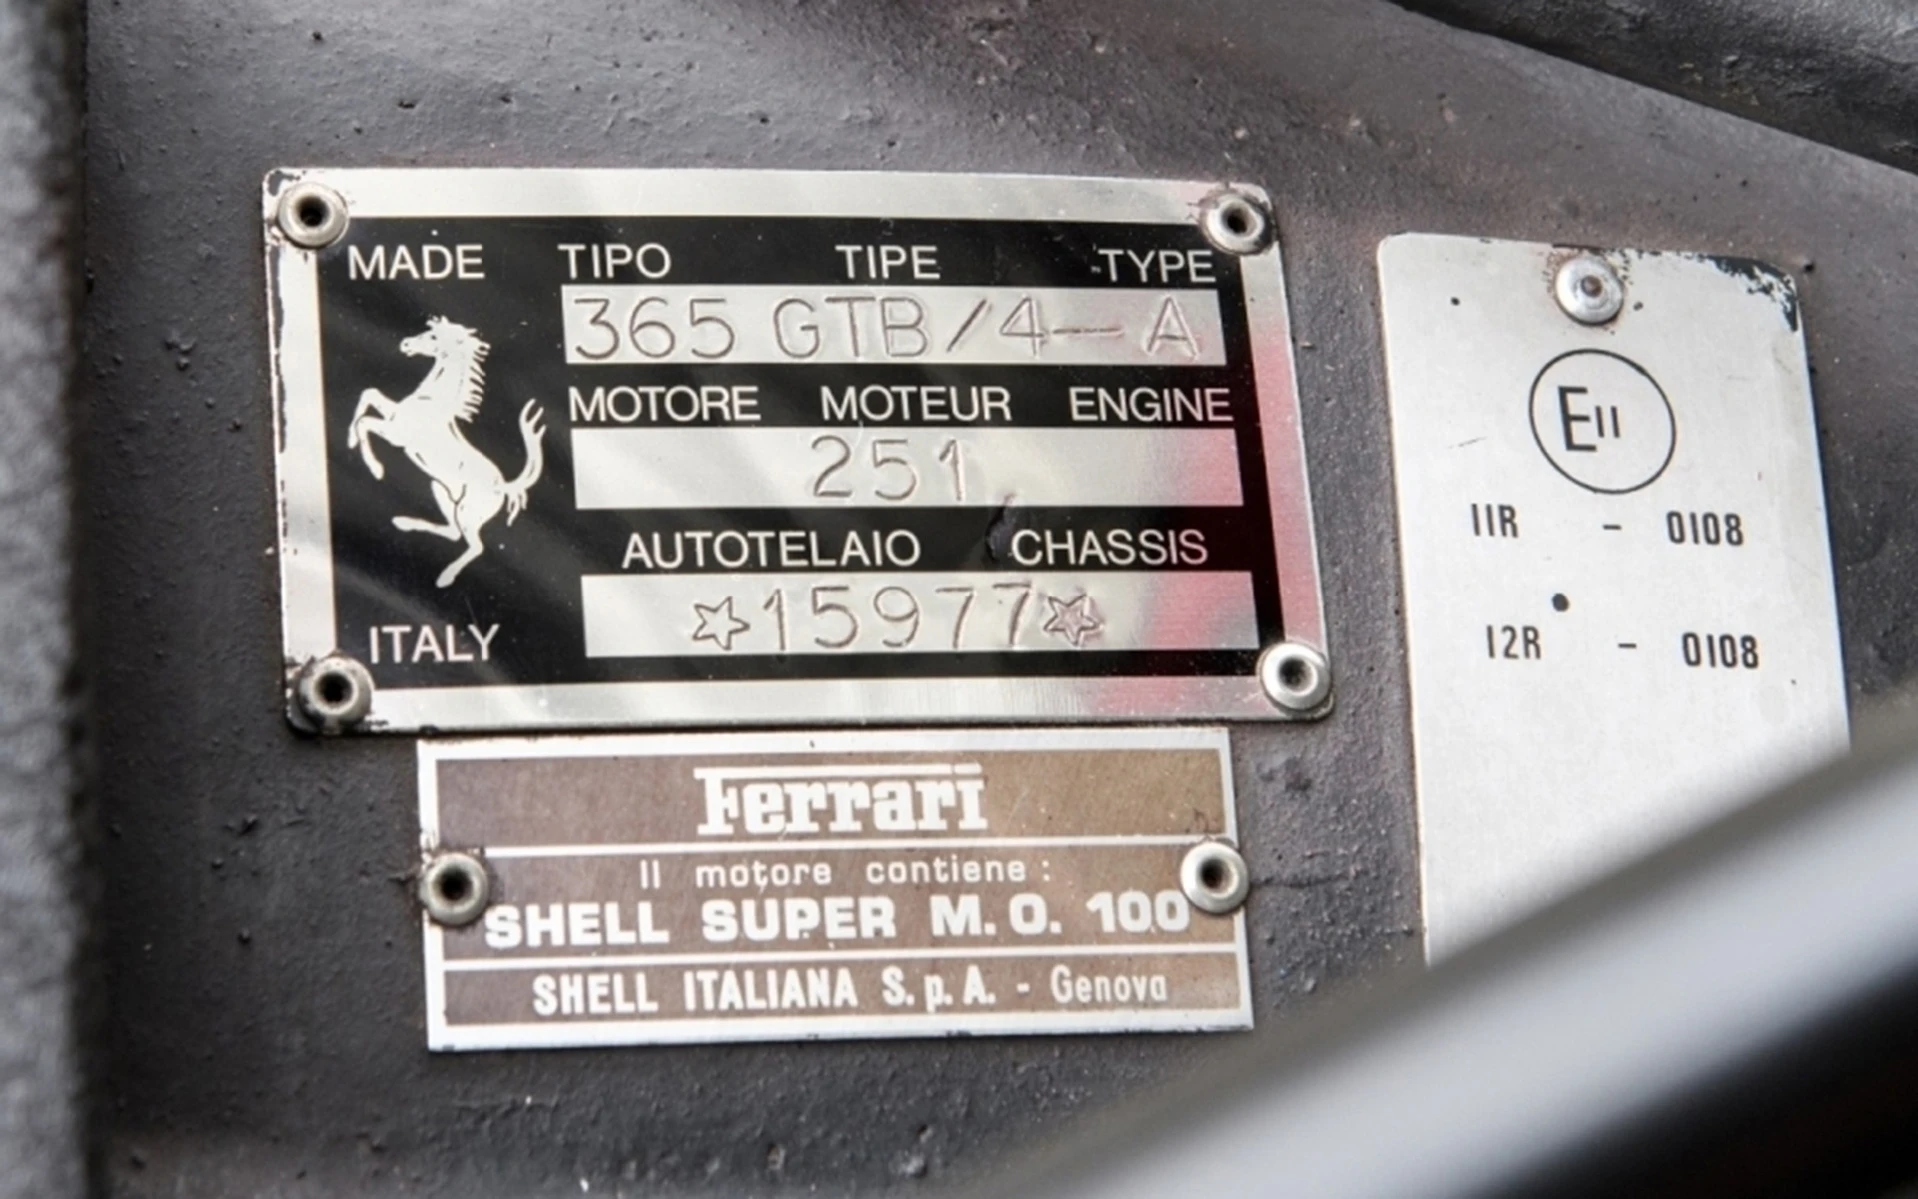 MADE TIPO TIPE TYPE
365 GTB/4-A
MOTORE MOTEUR ENGINE
251
AUTOTELAIO CHASSIS
☆15977☆
ITALY
Ferrari
Il motore contiene:
SHELL SUPER M.O. 100
SHELL ITALIANA S.p.A. - Genova
E11
11R - 0108
12R - 0108